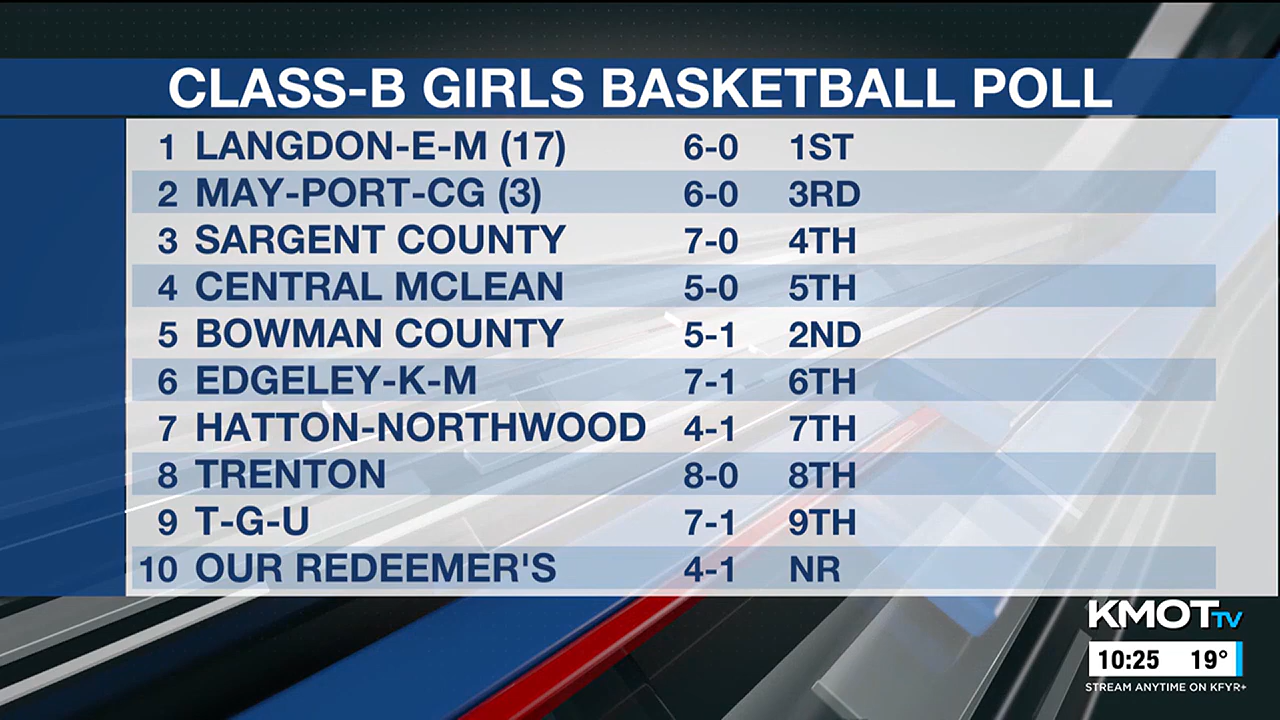 CLASS-B GIRLS BASKETBALL POLL
1 LANGDON-E-M (17) 6-0 1ST
2 MAY-PORT-CG (3) 6-0 3RD
3 SARGENT COUNTY 7-0 4TH
4 CENTRAL MCLEAN 5-0 5TH
5 BOWMAN COUNTY 5-1 2ND
6 EDGELEY-K-M 7-1 6TH
7 HATTON-NORTHWOOD 4-1 7TH
8 TRENTON 8-0 8TH
9 T-G-U 7-1 9TH
10 OUR REDEEMER'S 4-1 NR
KMOT TV
10:25 19°
STREAM ANYTIME ON KFYR+